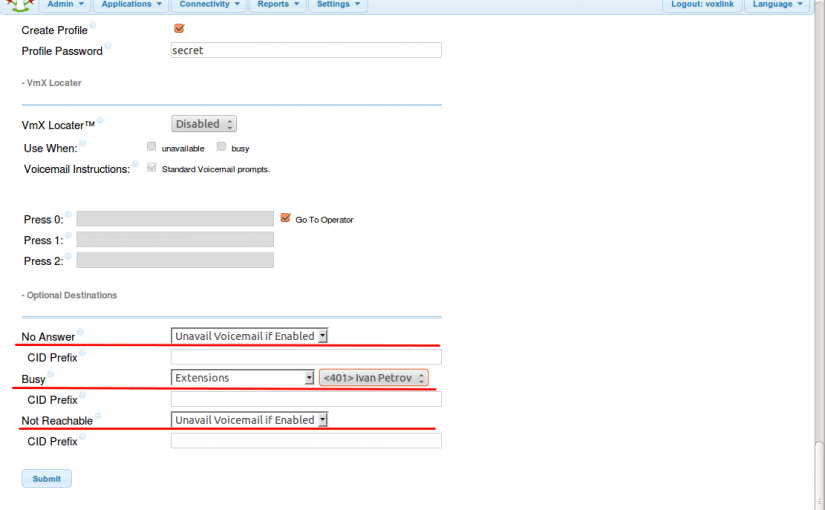 Admin Applications Connectivity Reports Settings Logout: voxlink Language
Create Profile
Profile Password secret
- VmX Locater
VmX Locater™ Disabled
Use When: unavailable busy
Voicemail Instructions: Standard Voicemail prompts.
Press 0: Go To Operator
Press 1:
Press 2:
- Optional Destinations
No Answer Unavail Voicemail if Enabled
CID Prefix
Busy Extensions <401> Ivan Petrov
CID Prefix
Not Reachable Unavail Voicemail if Enabled
CID Prefix
Submit